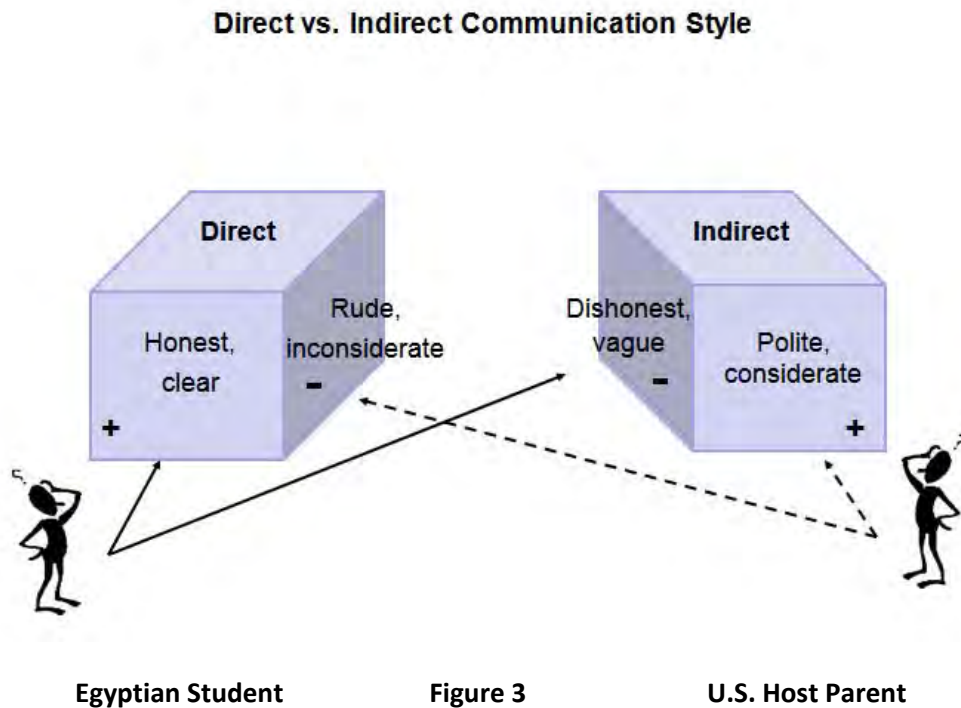 Direct vs. Indirect Communication Style
Direct
Honest,
clear
+
Rude,
inconsiderate
-
Indirect
Dishonest,
vague
-
Polite,
considerate
+
Egyptian Student Figure 3 U.S. Host Parent